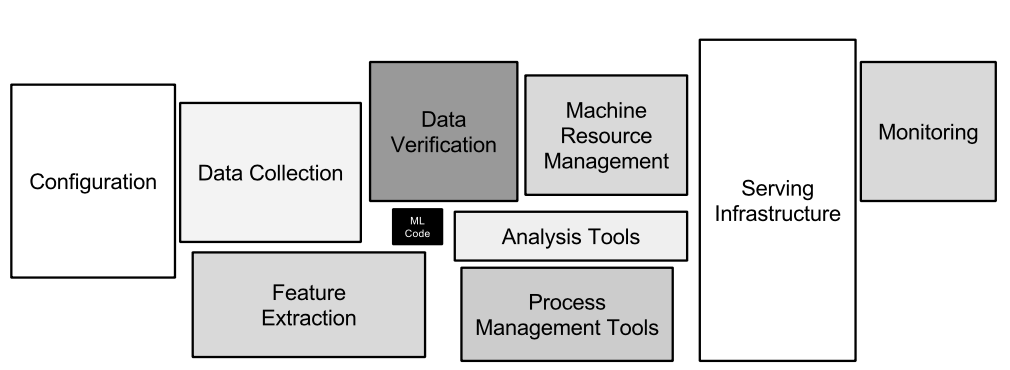 Configuration
Data Collection
Feature
Extraction
Data
Verification
ML
Code
Machine
Resource
Management
Analysis Tools
Process
Management Tools
Serving
Infrastructure
Monitoring